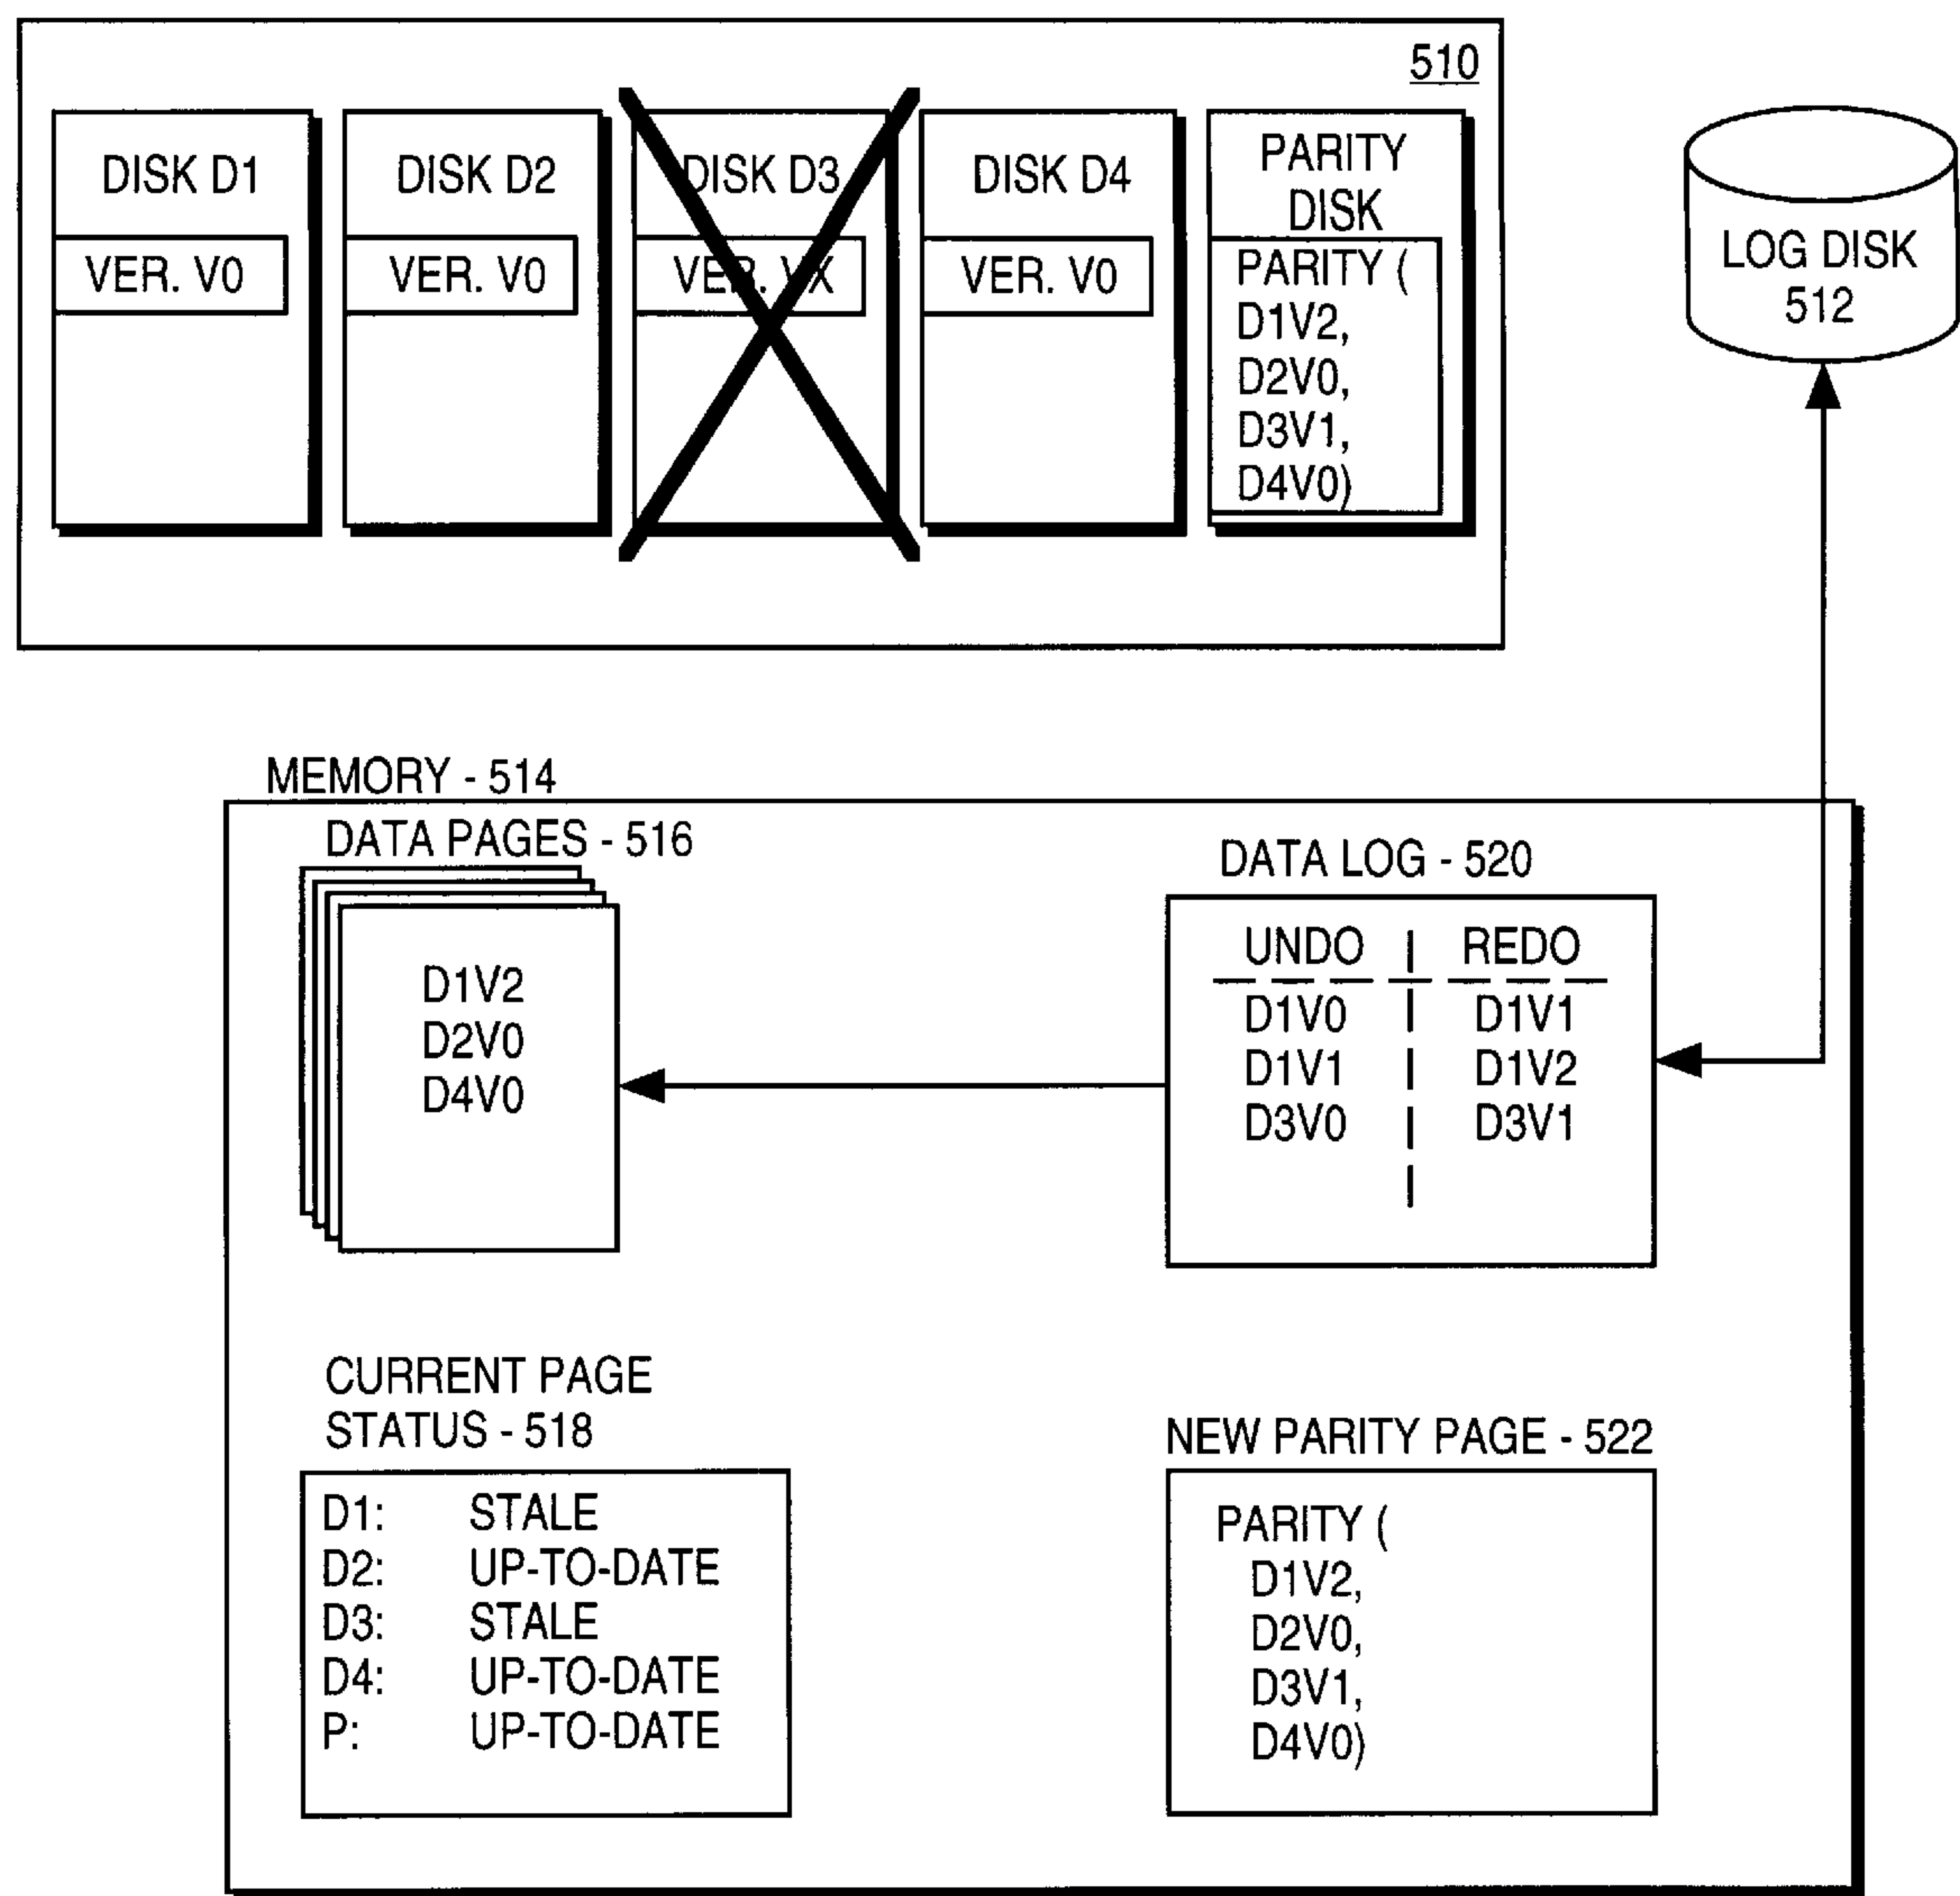 510
DISK D1
VER. V0
DISK D2
VER. V0
DISK D3
VER. VX
DISK D4
VER. V0
PARITY
DISK
PARITY (
D1V2,
D2V0,
D3V1,
D4V0)
LOG DISK
512
MEMORY - 514
DATA PAGES - 516
D1V2
D2V0
D4V0
DATA LOG - 520
UNDO | REDO
D1V0 | D1V1
D1V1 | D1V2
D3V0 | D3V1
CURRENT PAGE
STATUS - 518
D1: STALE
D2: UP-TO-DATE
D3: STALE
D4: UP-TO-DATE
P: UP-TO-DATE
NEW PARITY PAGE - 522
PARITY (
D1V2,
D2V0,
D3V1,
D4V0)